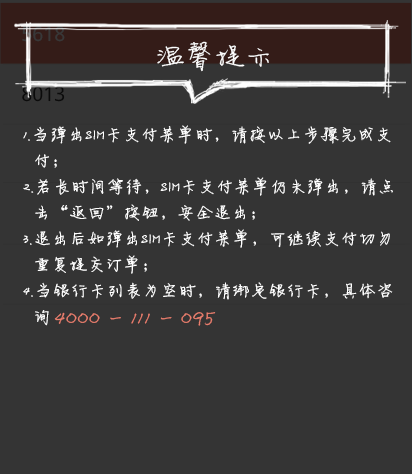 1618
温馨提示
8013
1.当弹出SIM卡支付菜单时，请按以上步骤完成支
付；
2.若长时间等待，SIM卡支付菜单仍未弹出，请点
击“返回”按钮，安全退出；
3.退出后如弹出SIM卡支付菜单，可继续支付切勿
重复提交订单；
4.当银行卡列表为空时，请绑定银行卡，具体咨
询4000-111-095